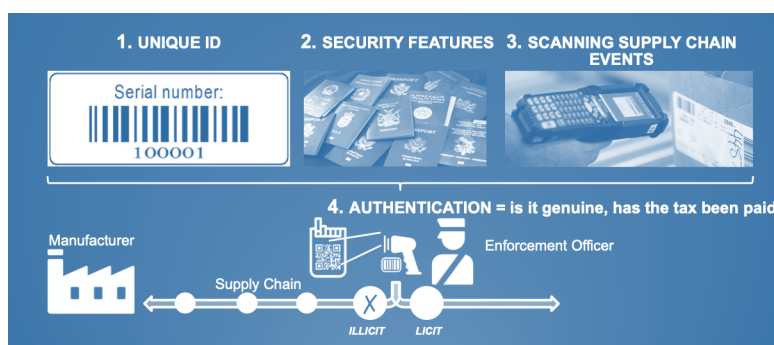 1. UNIQUE ID
2. SECURITY FEATURES
3. SCANNING SUPPLY CHAIN
EVENTS
Serial number:
100001
PASSPORT
4. AUTHENTICATION = is it genuine, has the tax been paid
Manufacturer
Enforcement Officer
Supply Chain
X
ILLICIT
LICIT